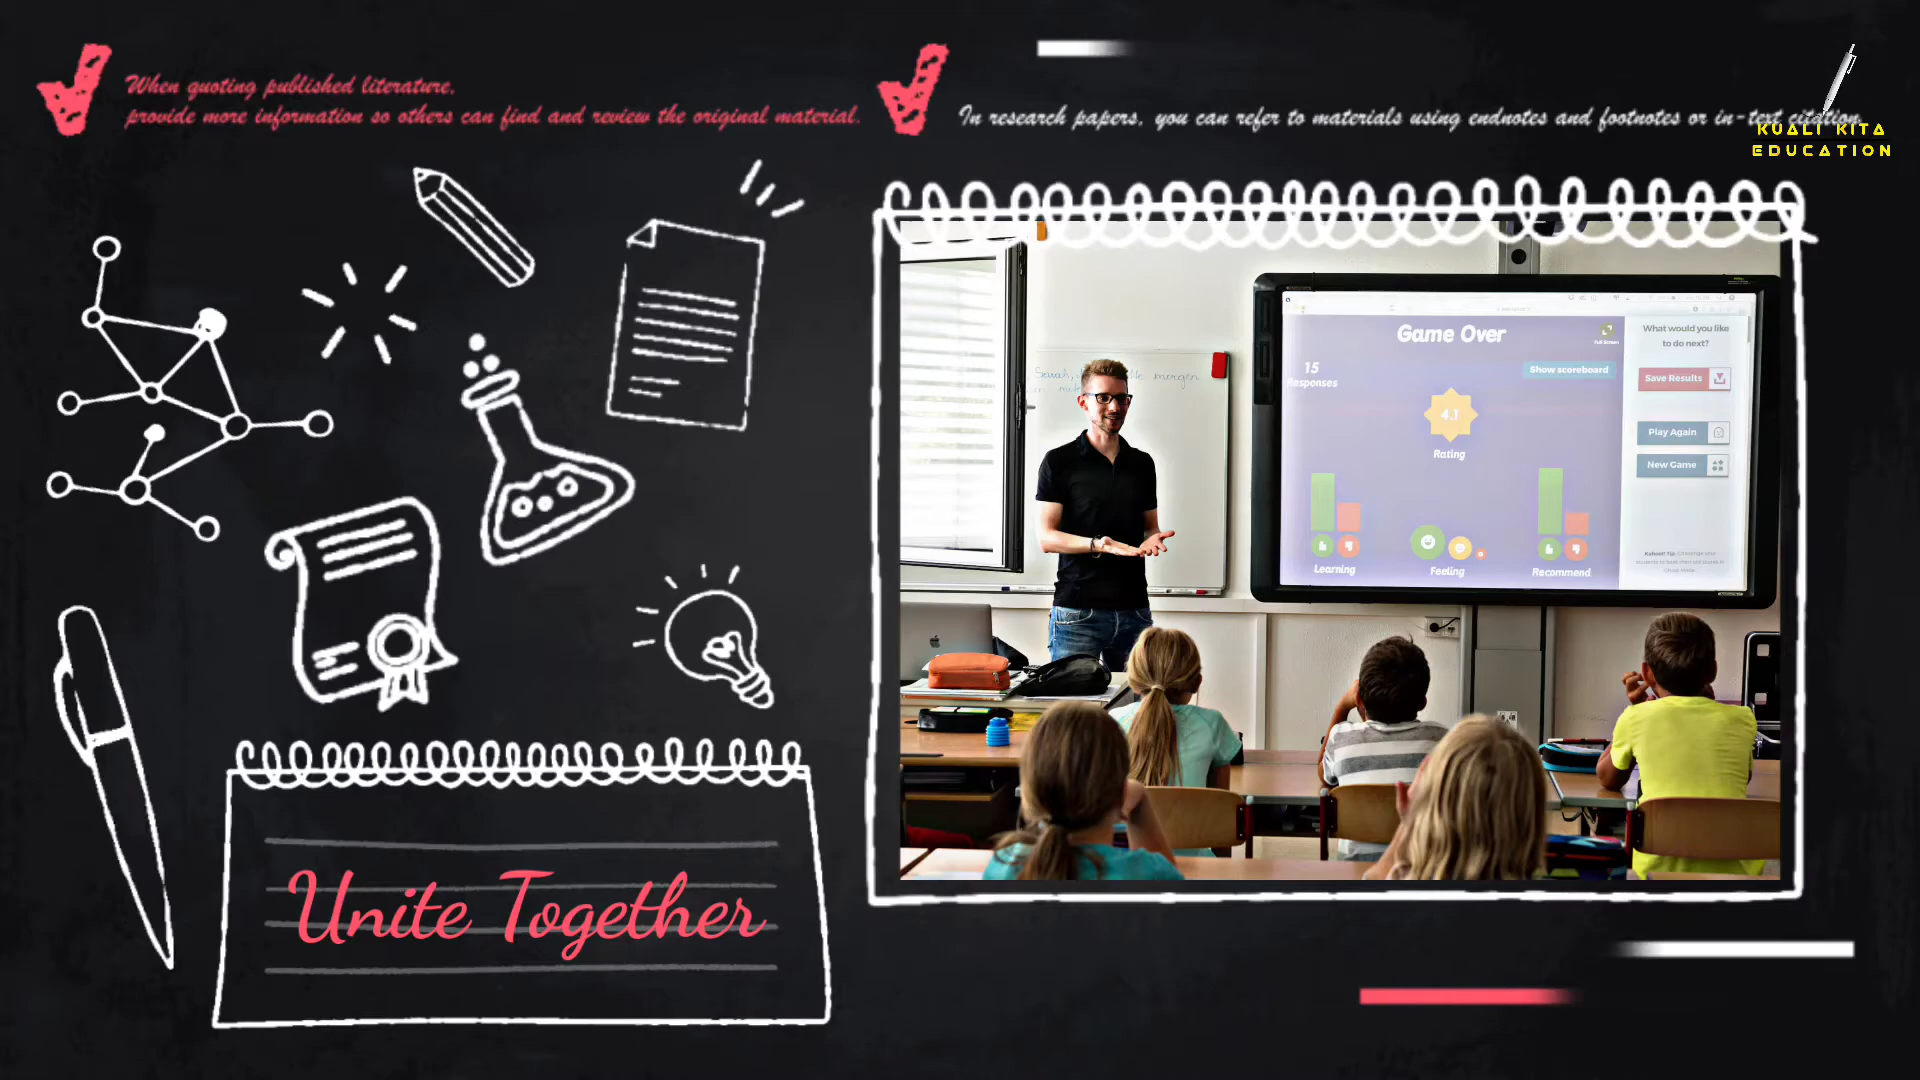 When quoting published literature,
provide more information so others can find and review the original material.
In research papers, you can refer to materials using endnotes and footnotes or in-text citation.
KUALI KITA
EDUCATION
Game Over
Full Screen
15
Responses
Show scoreboard
4.1
Rating
Learning
Feeling
Recommend
What would you like
to do next?
Save Results
Play Again
New Game
Unite Together